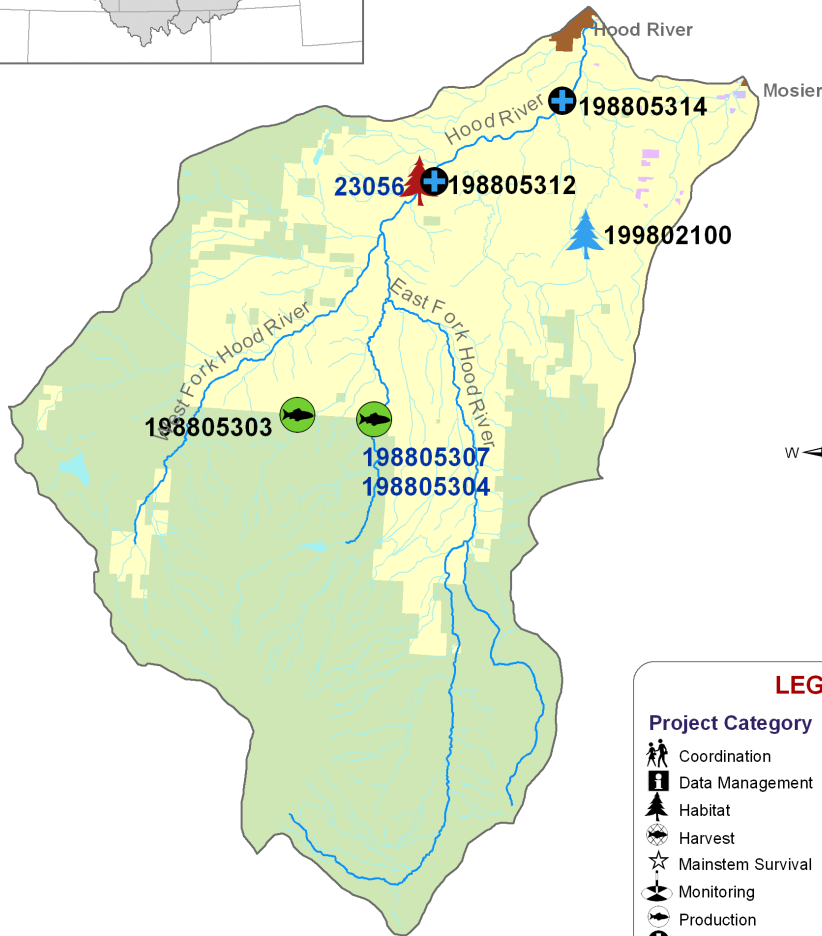 Hood River
Mosier
198805314
Hood River
23056
198805312
199802100
East Fork Hood River
West Fork Hood River
198805303
198805307
198805304
W
LEG
Project Category
Coordination
Data Management
Habitat
Harvest
Mainstem Survival
Monitoring
Production